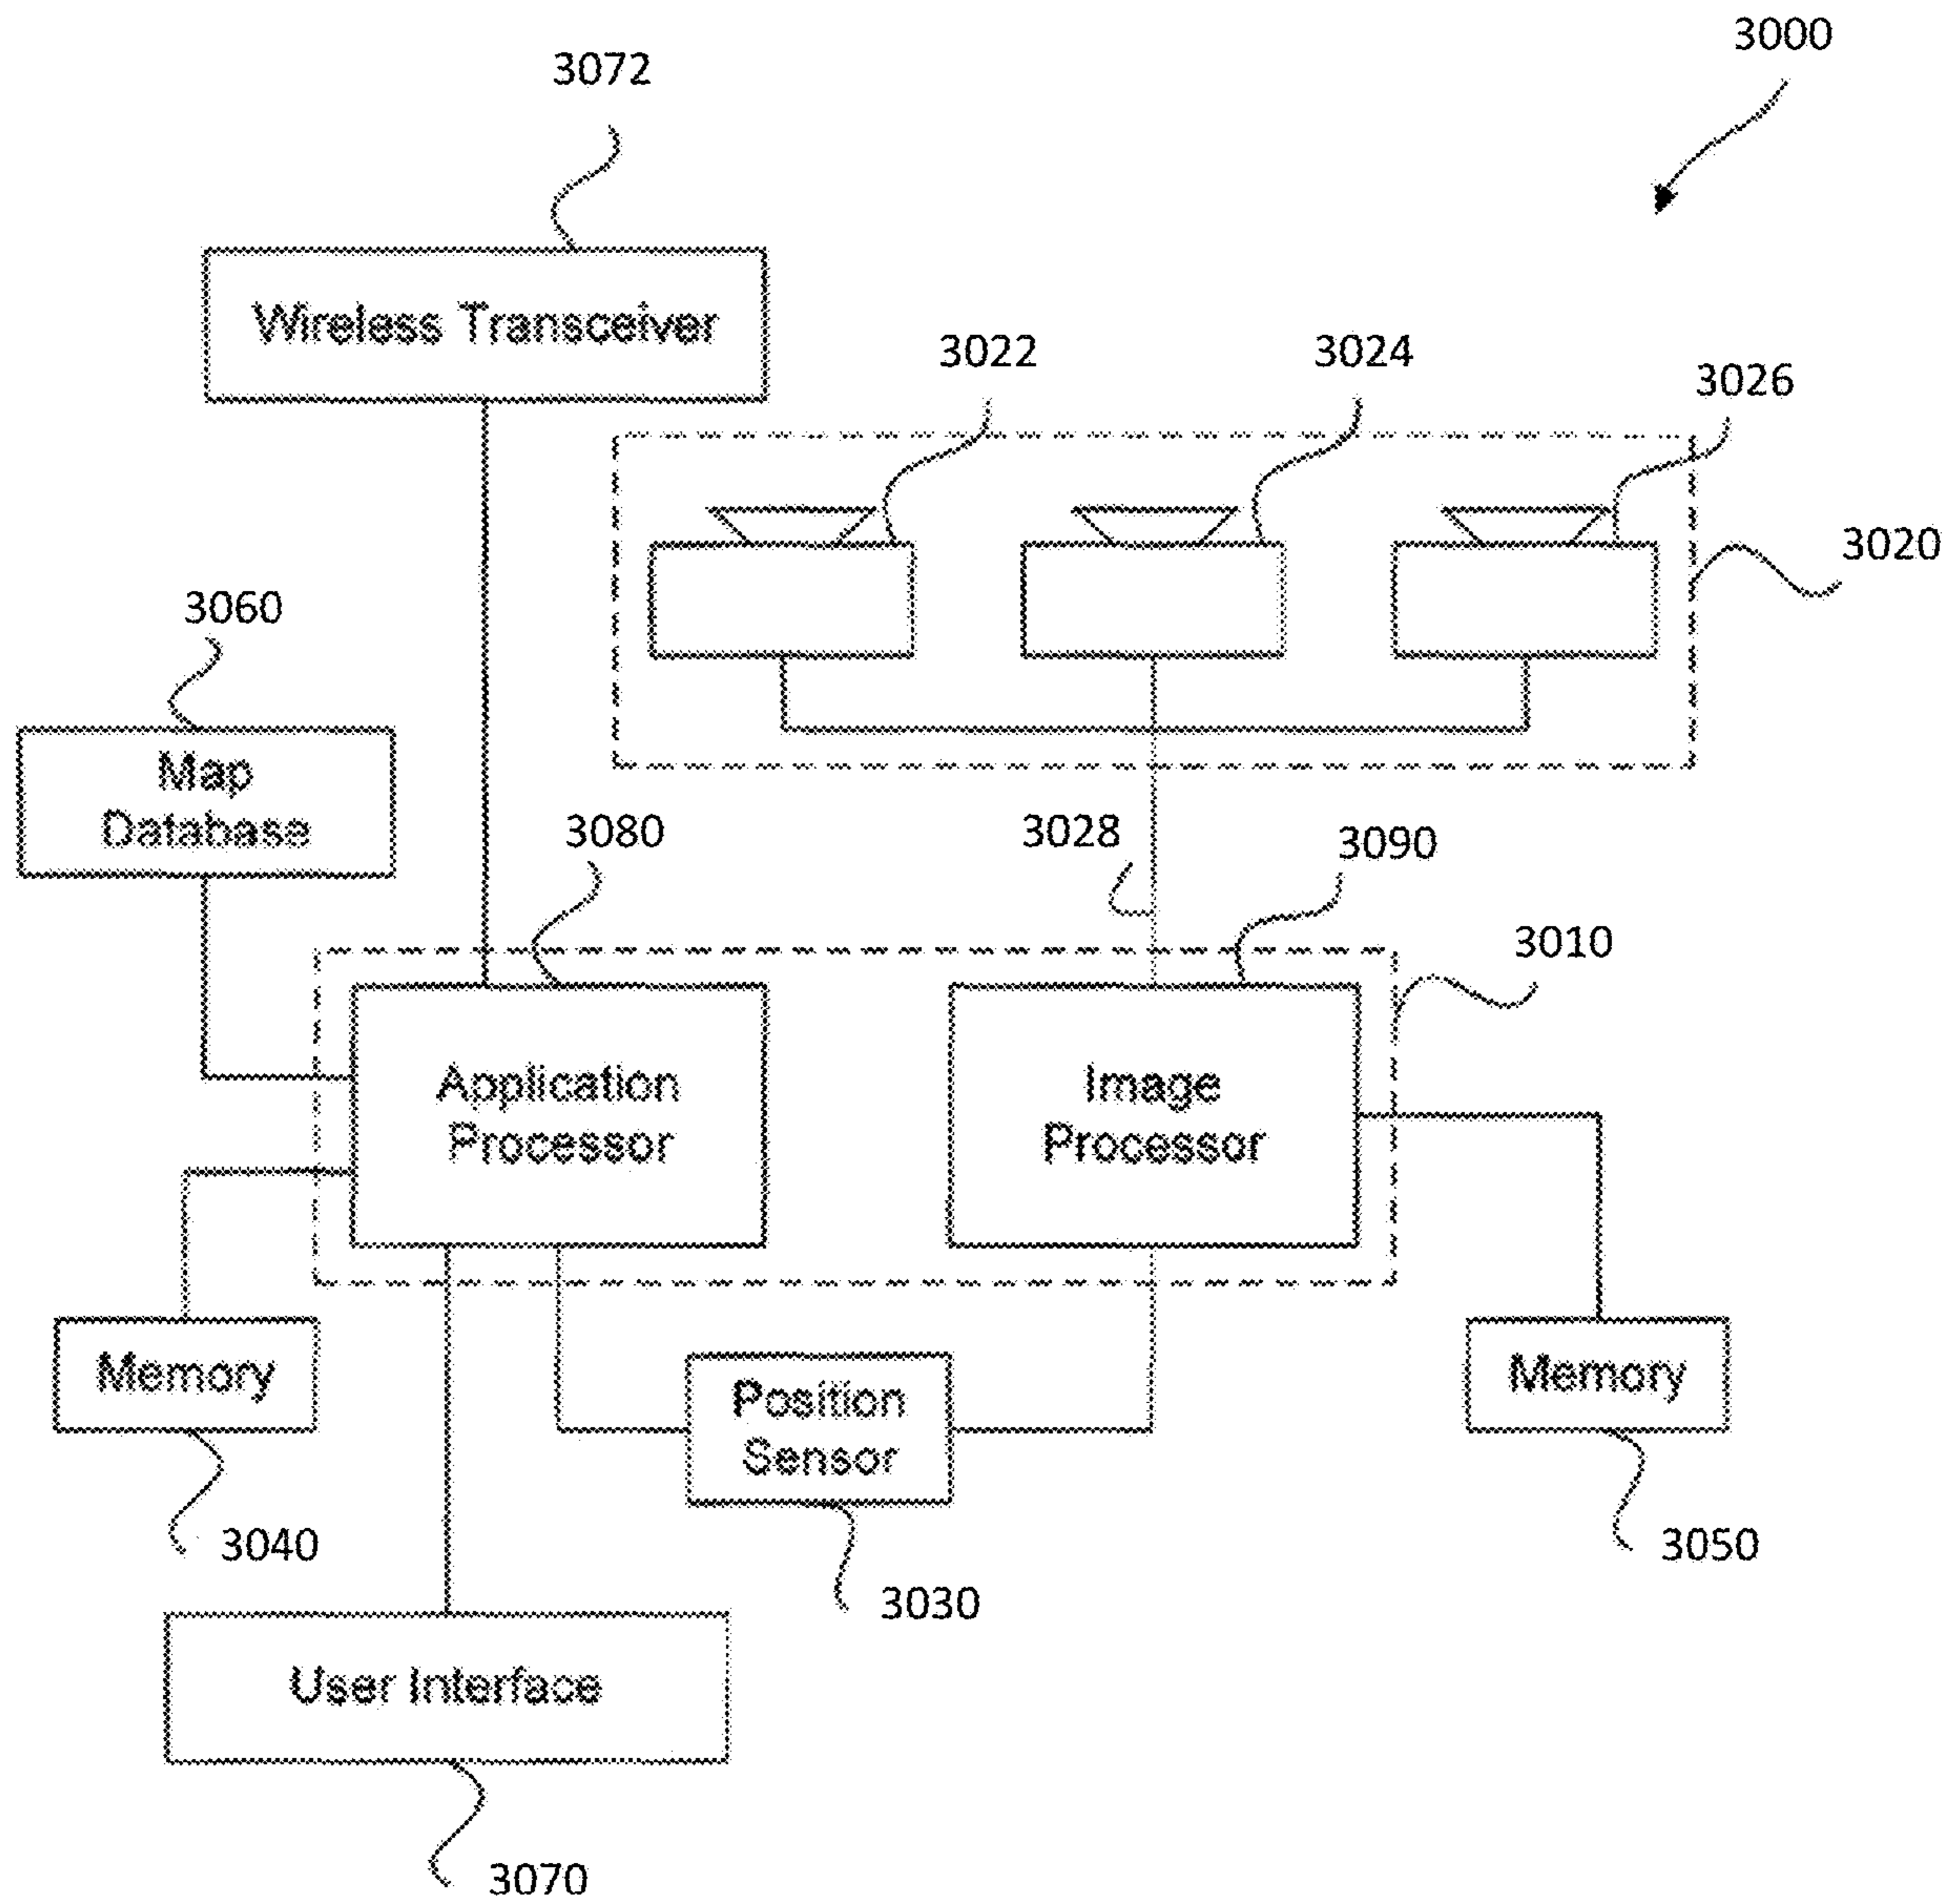 3000
3072
Wireless Transceiver
3022
3024
3026
3020
3060
Map
Database
3080
3028
3090
3010
Application
Processor
Image
Processor
Memory
Position
Sensor
Memory
3040
3050
3030
User Interface
3070